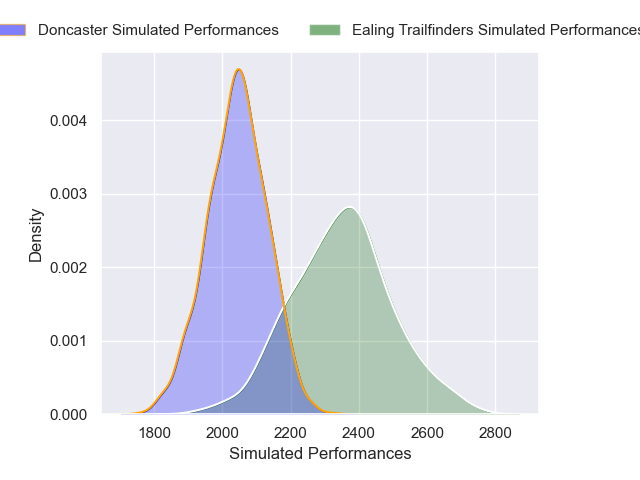 Doncaster Simulated Performances
Ealing Trailfinders Simulated Performances
0.004
0.003
0.002
0.001
0.000
Density
1800 2000 2200 2400 2600 2800
Simulated Performances